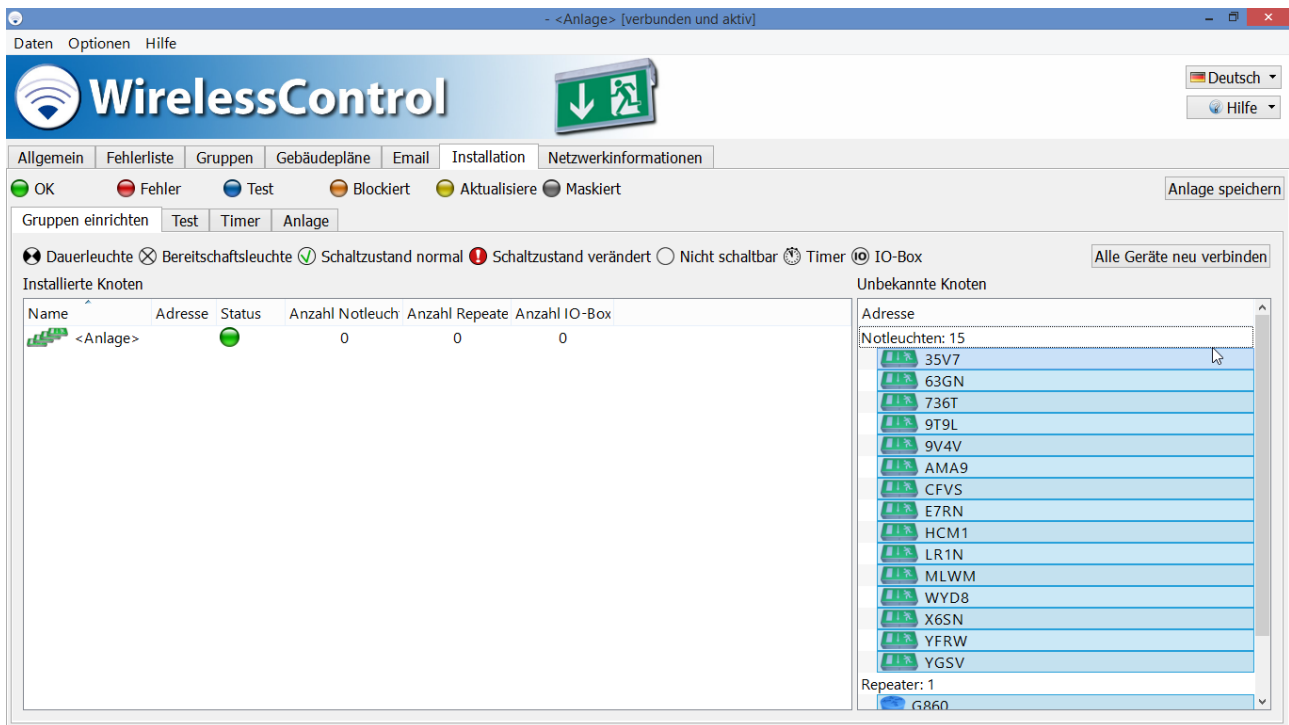 - <Anlage> [verbunden und aktiv]
Daten Optionen Hilfe
WirelessControl
Deutsch
Hilfe
Allgemein Fehlerliste Gruppen Gebäudepläne Email Installation Netzwerkinformationen
OK Fehler Test Blockiert Aktualisiere Maskiert Anlage speichern
Gruppen einrichten Test Timer Anlage
Dauerleuchte Bereitschaftsleuchte Schaltzustand normal Schaltzustand verändert Nicht schaltbar Timer IO IO-Box Alle Geräte neu verbinden
Installierte Knoten Unbekannte Knoten
Name Adresse Status Anzahl Notleuch Anzahl Repeate Anzahl IO-Box Adresse
<Anlage> 0 0 0 Notleuchten: 15
35V7
63GN
736T
9T9L
9V4V
AMA9
CFVS
E7RN
HCM1
LR1N
MLWM
WYD8
X6SN
YFRW
YGSV
Repeater: 1
G860